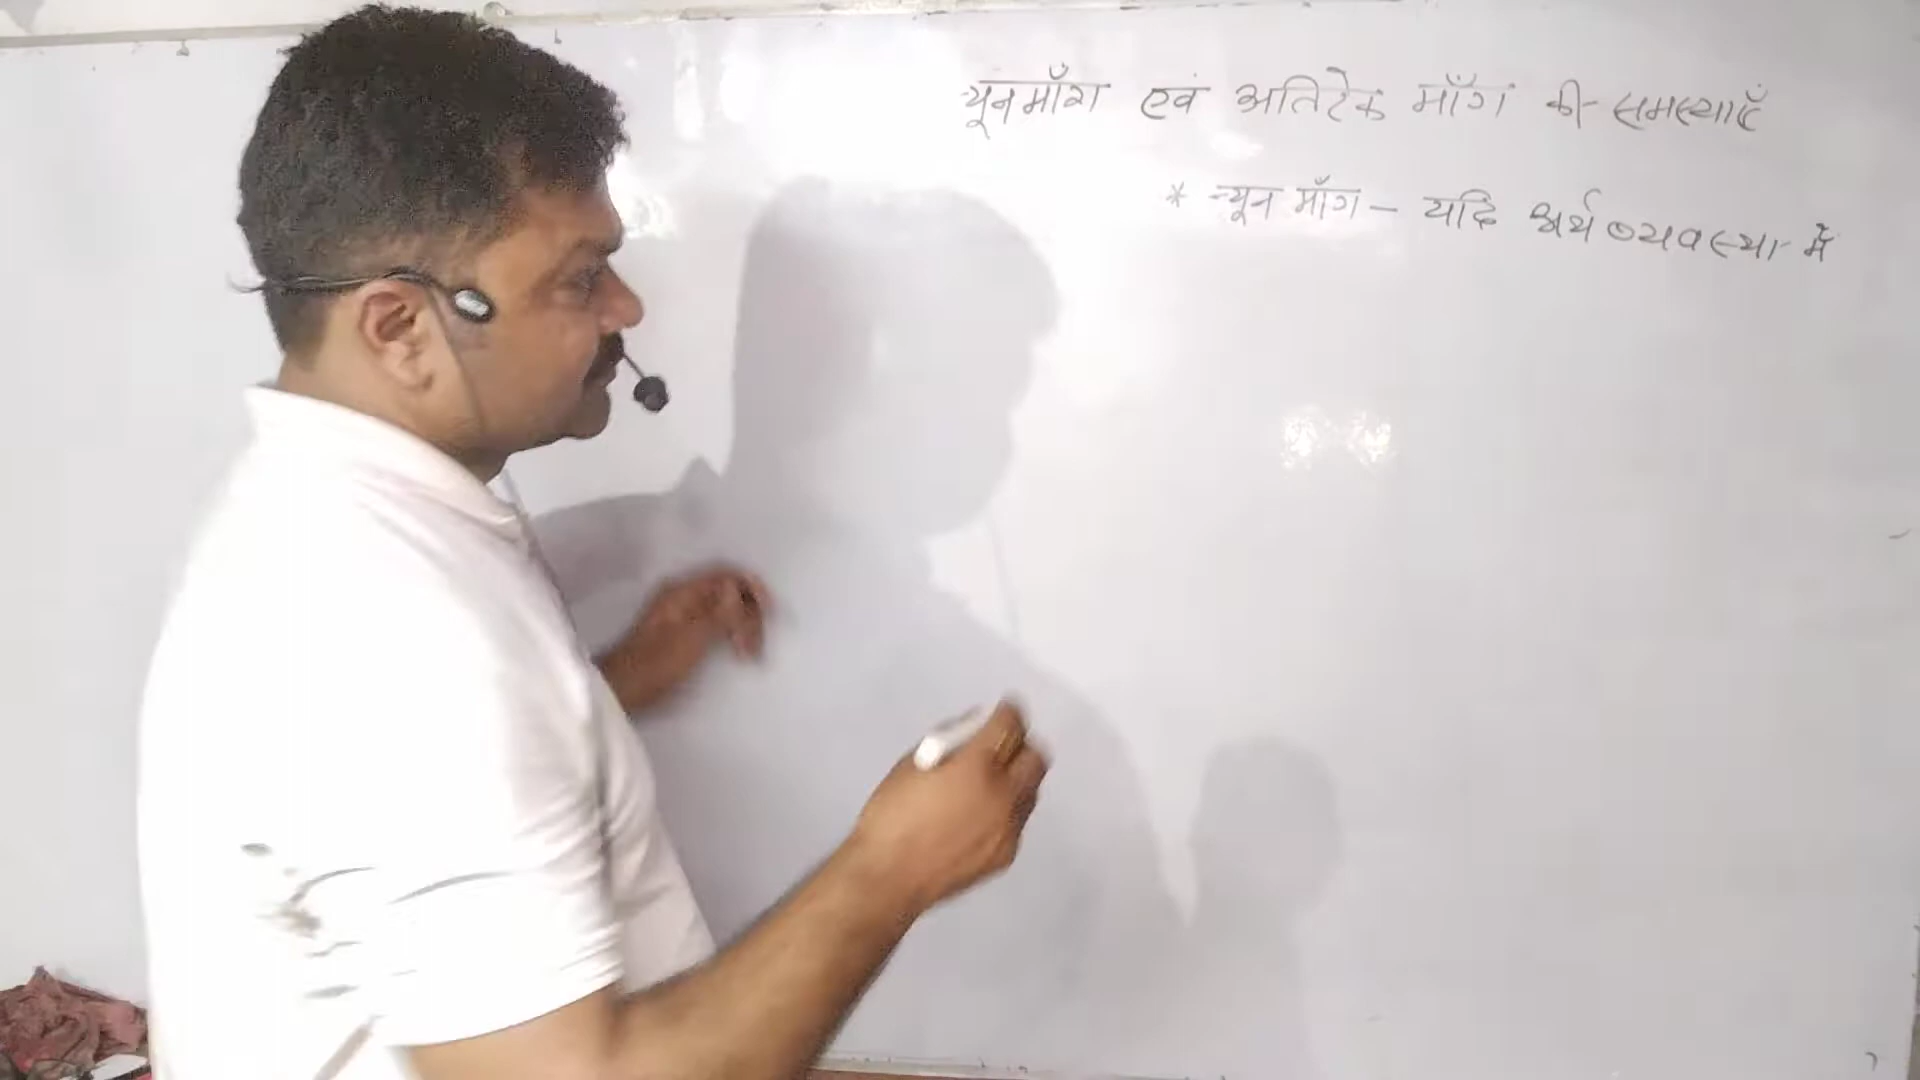 न्यूनमाँग एवं अतिरेक माँग की समस्याएँ
* न्यून माँग - यदि अर्थव्यवस्था में